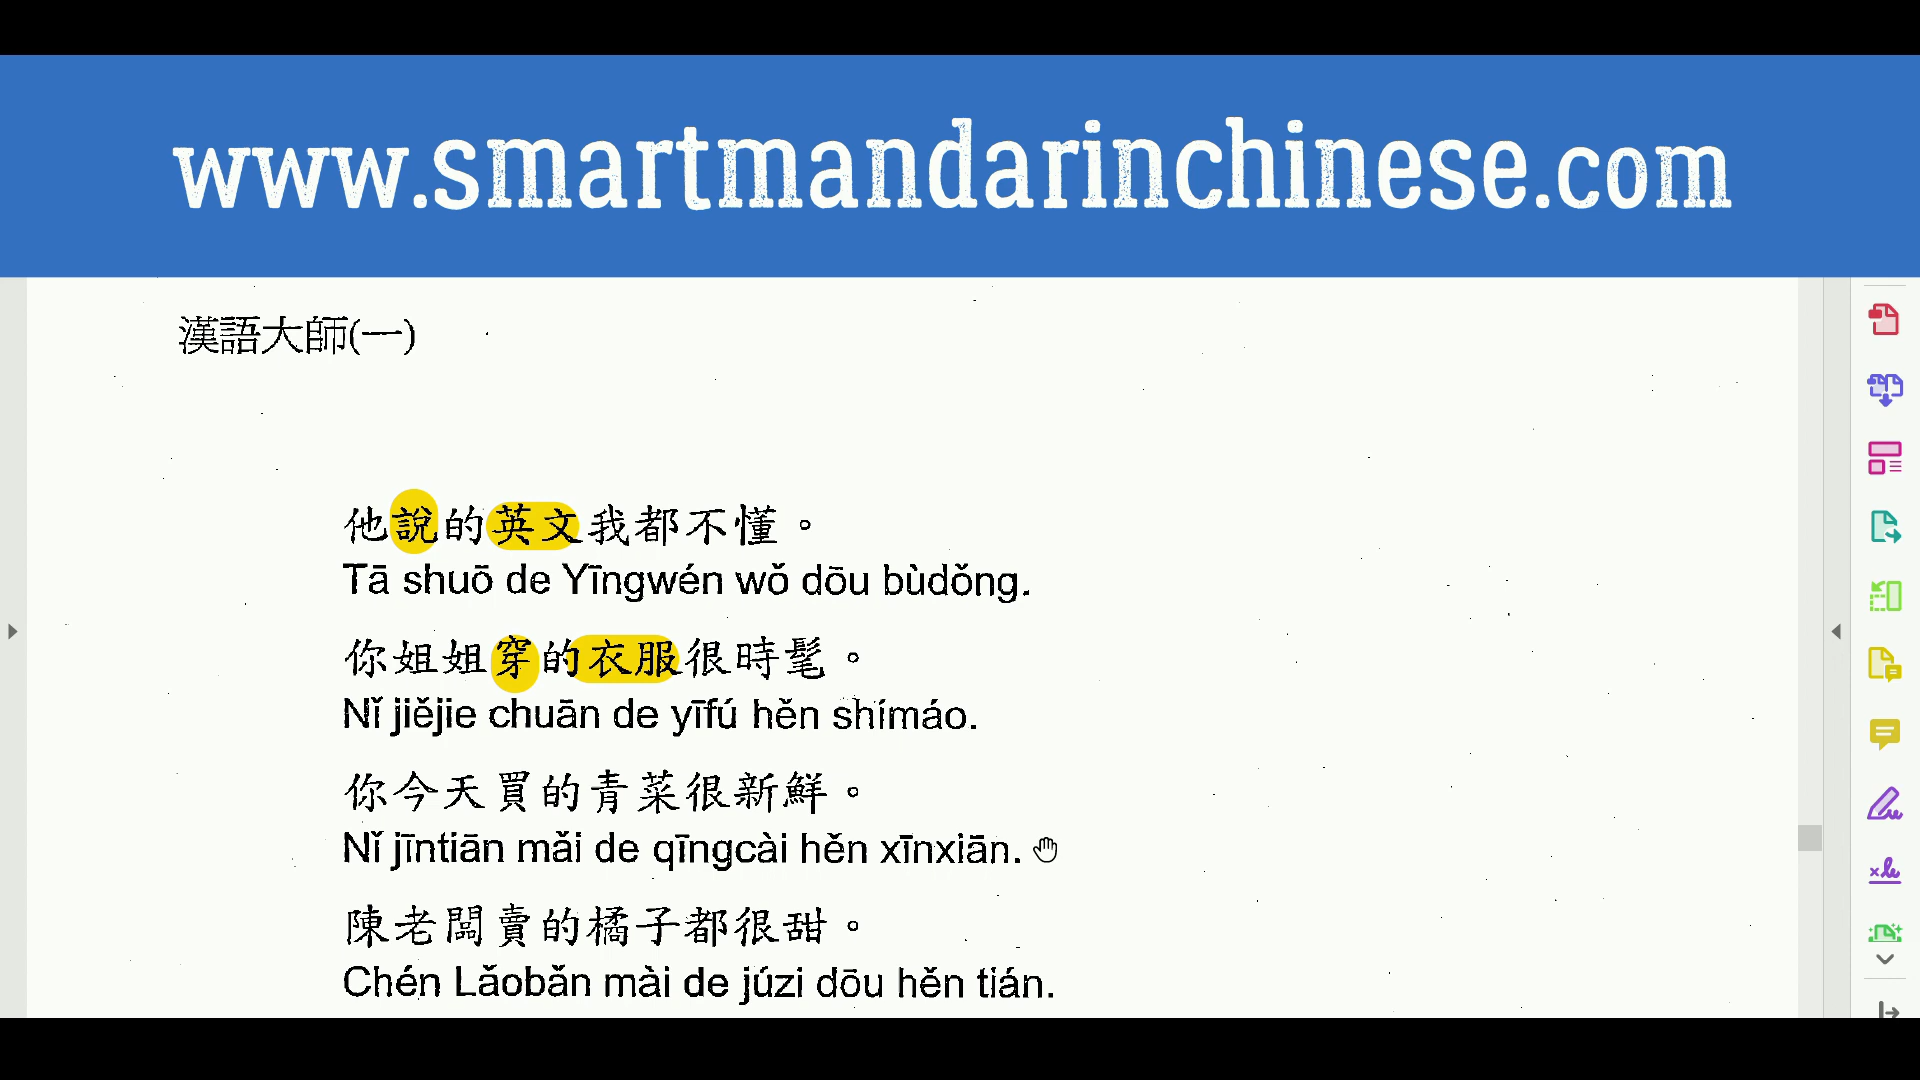 www.smartmandarinchinese.com
漢語大師(一)
他說的英文我都不懂。
Tā shuō de Yīngwén wǒ dōu bùdǒng.
你姐姐穿的衣服很時髦。
Nǐ jiějie chuān de yīfú hěn shímáo.
你今天買的青菜很新鮮。
Nǐ jīntiān mǎi de qīngcài hěn xīnxiān.
陳老闆賣的橘子都很甜。
Chén Lǎobǎn mài de júzi dōu hěn tián.